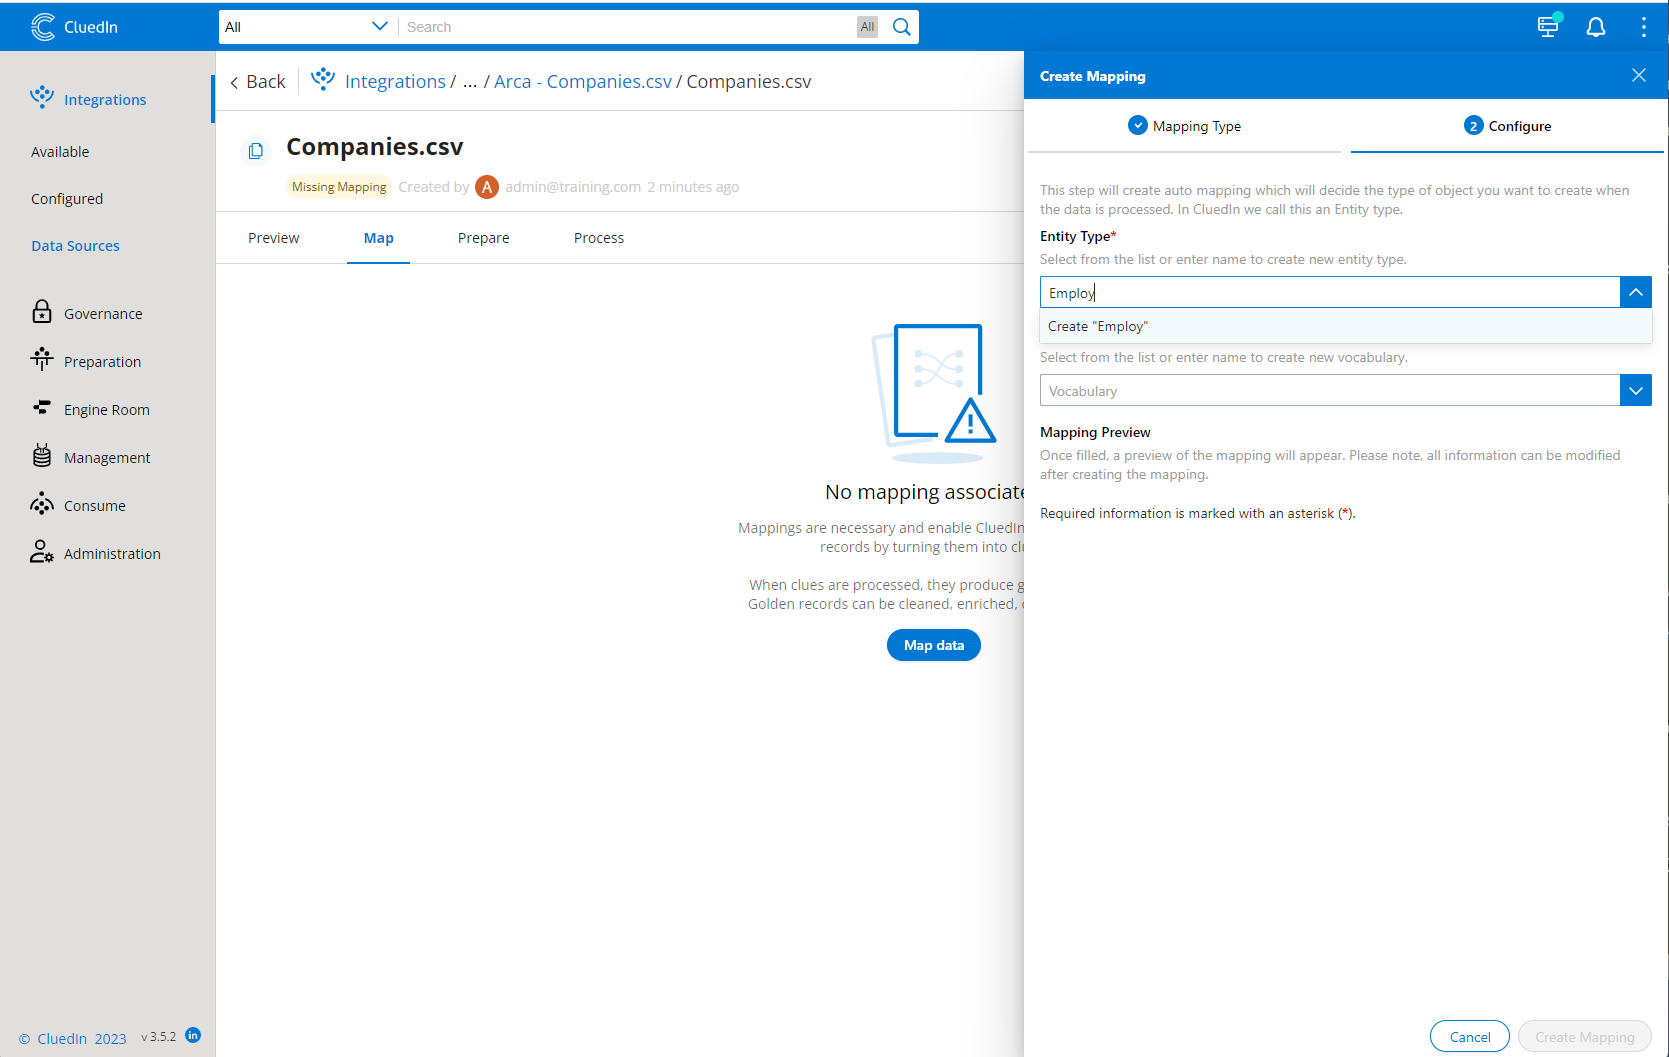 CluedIn
All
Search
All
Integrations
Available
Configured
Data Sources
Governance
Preparation
Engine Room
Management
Consume
Administration
© CluedIn 2023 v 3.5.2 in
Back Integrations / ... / Arca - Companies.csv / Companies.csv
Companies.csv
Missing Mapping Created by A admin@training.com 2 minutes ago
Preview Map Prepare Process
No mapping associate
Mappings are necessary and enable CluedIn
records by turning them into cl
When clues are processed, they produce g
Golden records can be cleaned, enriched,
Map data
Create Mapping
Mapping Type
2 Configure
This step will create auto mapping which will decide the type of object you want to create when
the data is processed. In CluedIn we call this an Entity type.
Entity Type*
Select from the list or enter name to create new entity type.
Employ
Create "Employ"
Select from the list or enter name to create new vocabulary.
Vocabulary
Mapping Preview
Once filled, a preview of the mapping will appear. Please note, all information can be modified
after creating the mapping.
Required information is marked with an asterisk (*).
Cancel Create Mapping